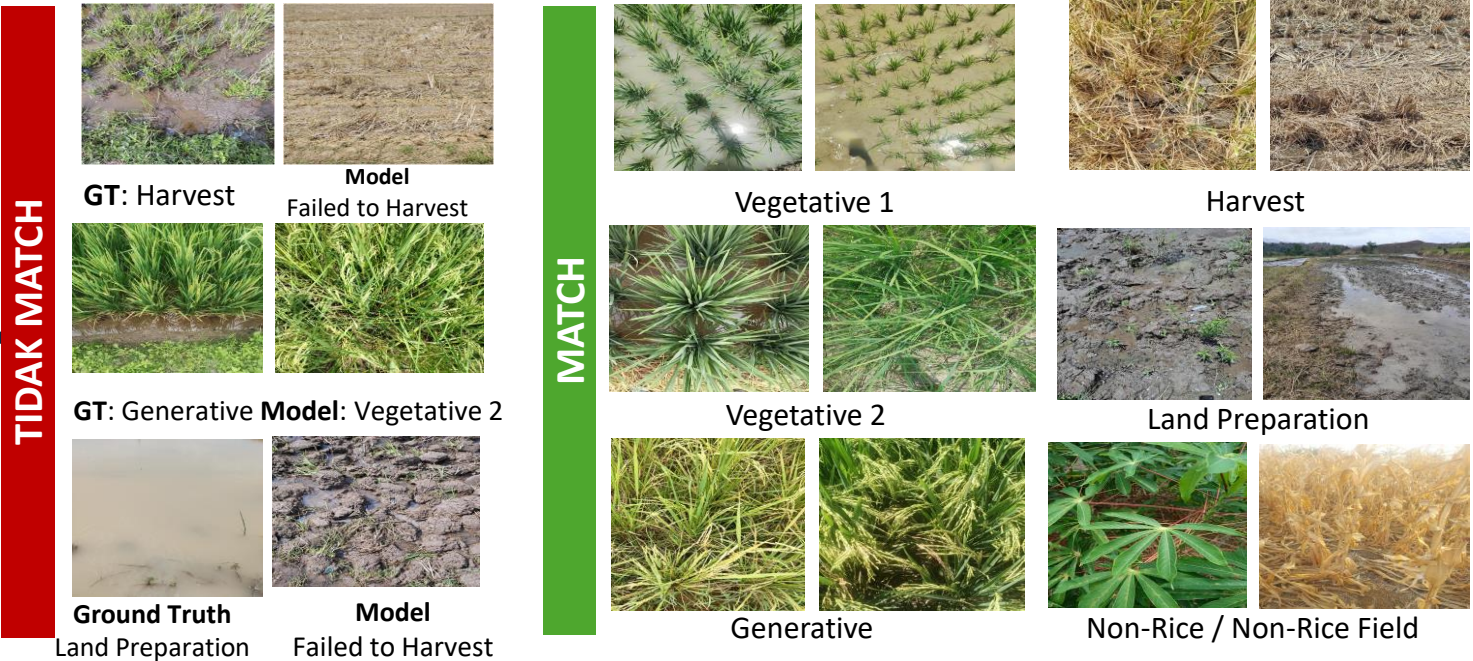 TIDAK MATCH
GT: Harvest
Model
Failed to Harvest
GT: Generative Model: Vegetative 2
Ground Truth
Land Preparation
Model
Failed to Harvest
MATCH
Vegetative 1
Harvest
Vegetative 2
Land Preparation
Generative
Non-Rice / Non-Rice Field